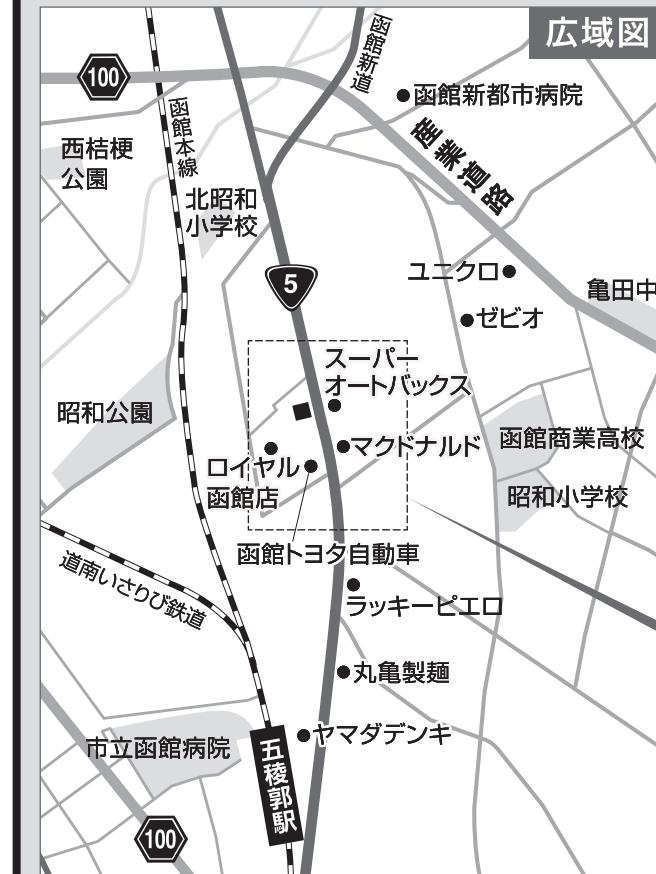 広域図
函館新道
100
函館新都市病院
函館本線
産業道路
西桔梗
公園
北昭和
小学校
ユニクロ
5
亀田中
ゼビオ
スーパー
オートバックス
昭和公園
マクドナルド
函館商業高校
ロイヤル
函館店
昭和小学校
函館トヨタ自動車
道南いさりび鉄道
ラッキーピエロ
丸亀製麺
市立函館病院
ヤマダデンキ
五稜郭駅
100